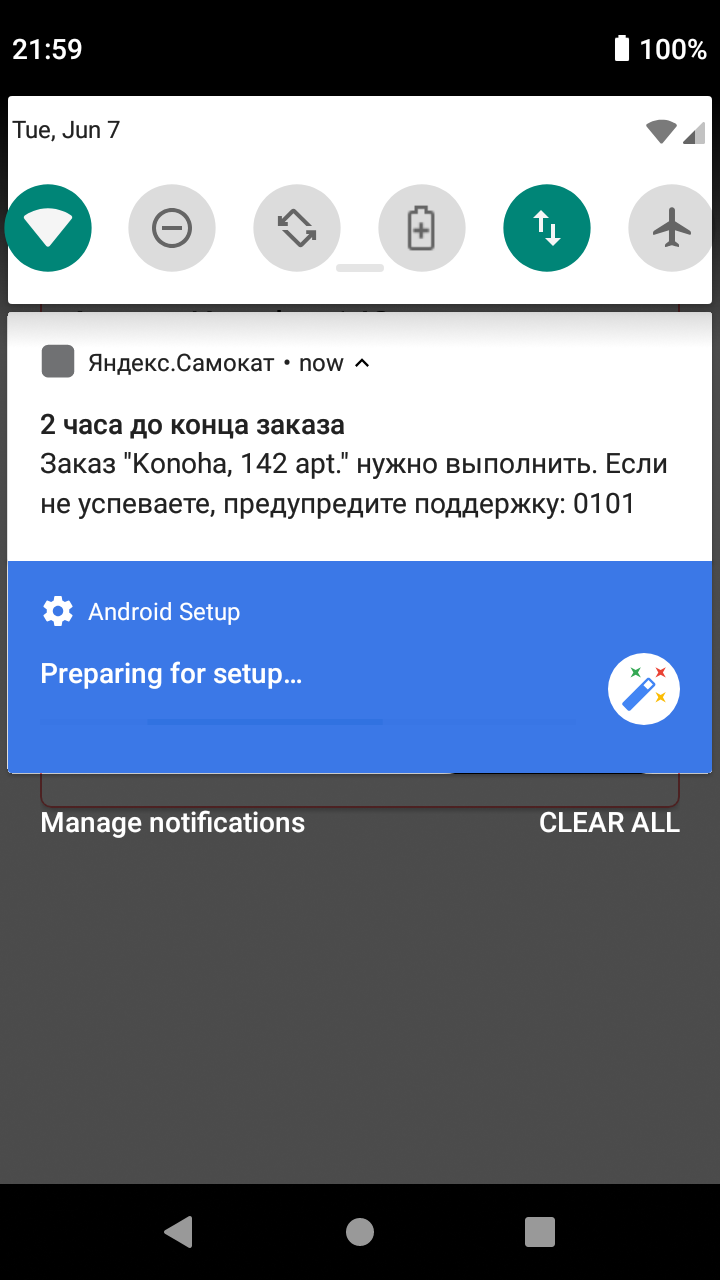 21:59 100%
Tue, Jun 7
Яндекс.Самокат • now
2 часа до конца заказа
Заказ "Konoha, 142 apt." нужно выполнить. Если
не успеваете, предупредите поддержку: 0101
Android Setup
Preparing for setup…
Manage notifications CLEAR ALL